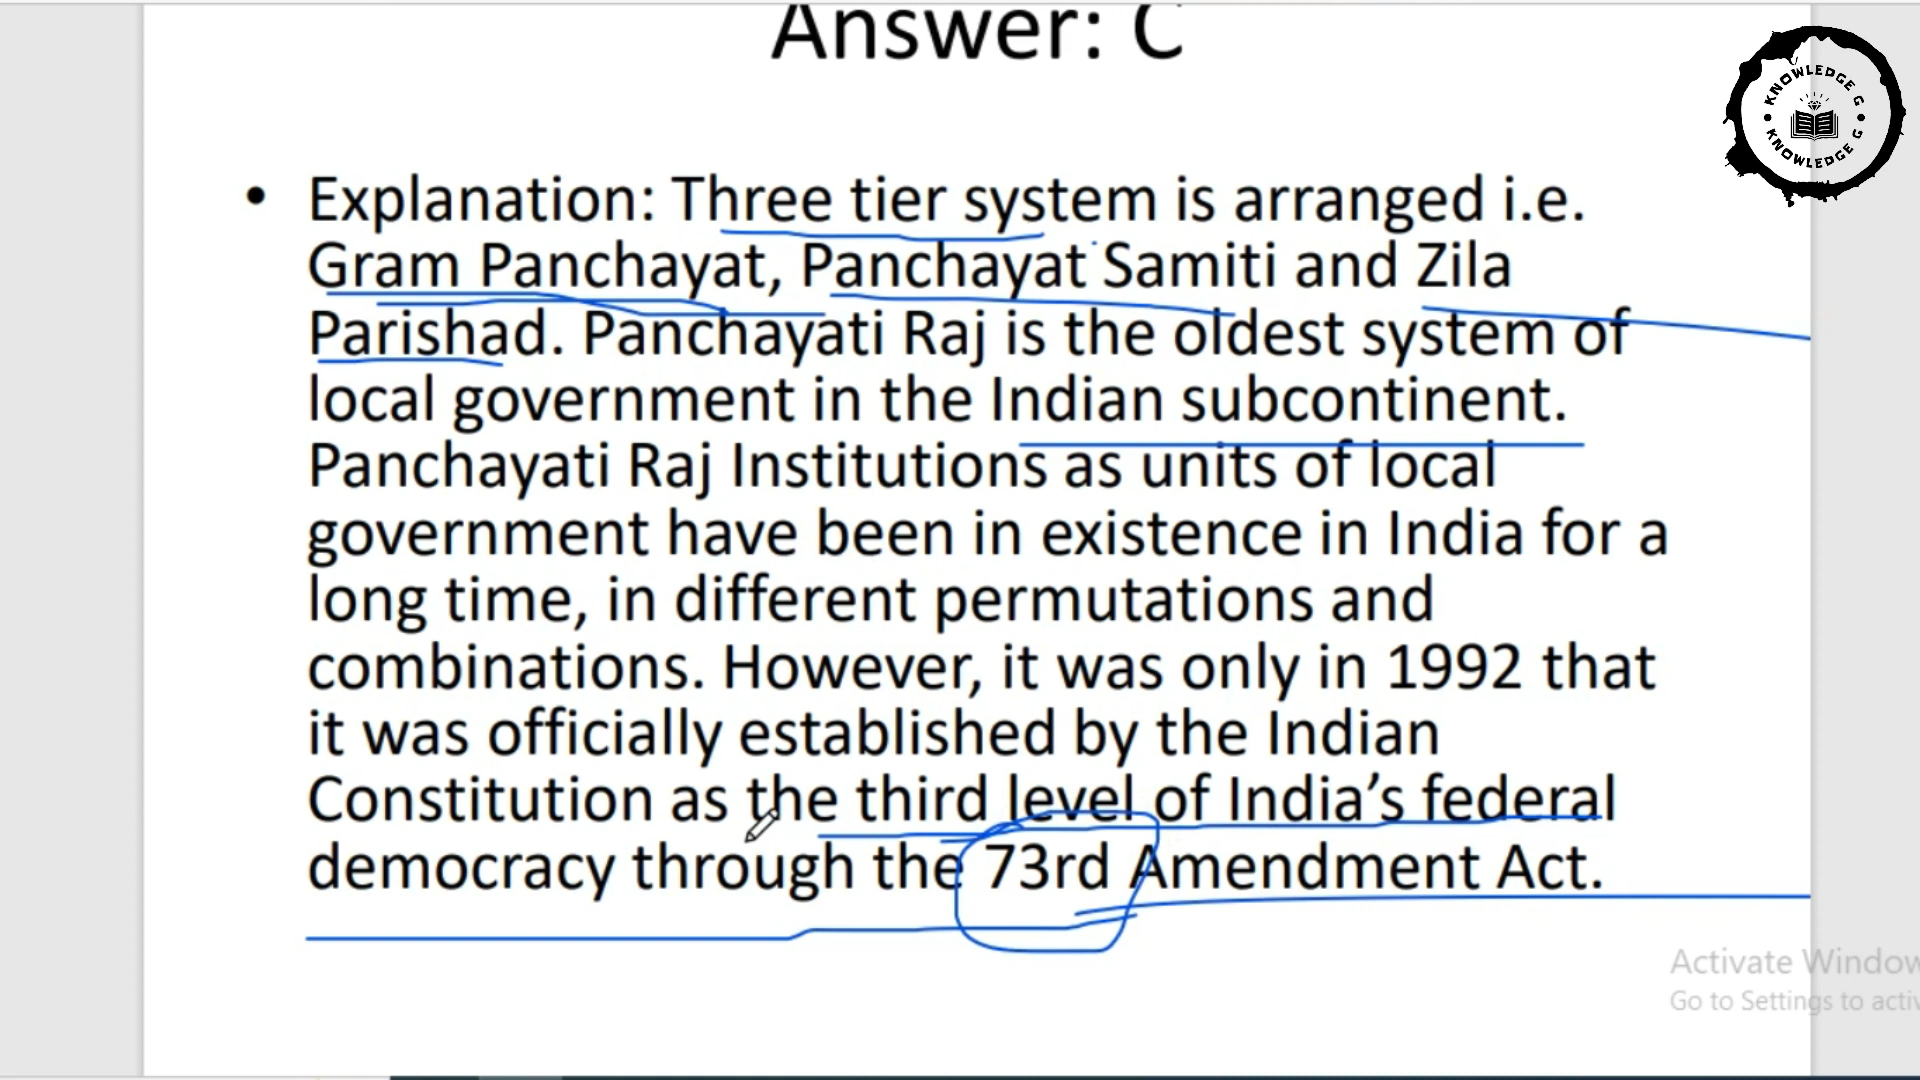 Answer: C
KNOWLEDGE G
KNOWLEDGE G
• Explanation: Three tier system is arranged i.e.
Gram Panchayat, Panchayat Samiti and Zila
Parishad. Panchayati Raj is the oldest system of
local government in the Indian subcontinent.
Panchayati Raj Institutions as units of local
government have been in existence in India for a
long time, in different permutations and
combinations. However, it was only in 1992 that
it was officially established by the Indian
Constitution as the third level of India’s federal
democracy through the 73rd Amendment Act.
Activate Window
Go to Settings to activ